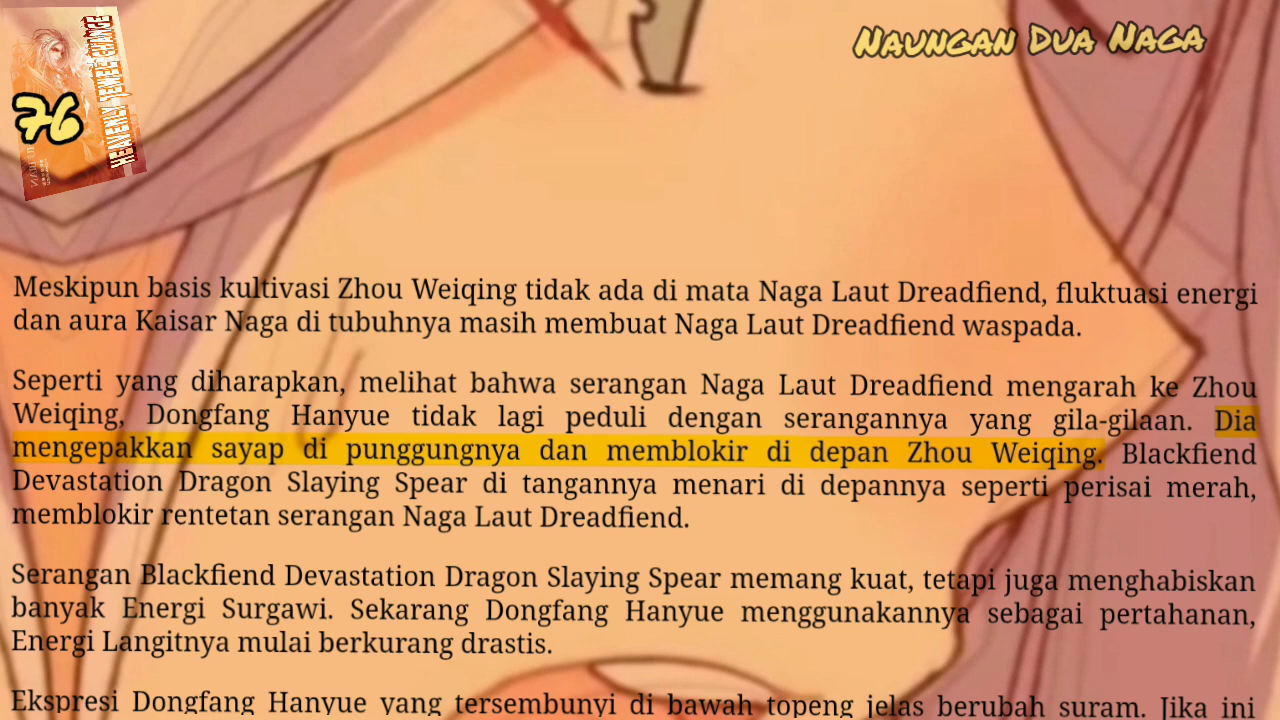 HEAVENLY JEWEL CHANGE
76
Naungan Dua Naga
Meskipun basis kultivasi Zhou Weiqing tidak ada di mata Naga Laut Dreadfiend, fluktuasi energi
dan aura Kaisar Naga di tubuhnya masih membuat Naga Laut Dreadfiend waspada.
Seperti yang diharapkan, melihat bahwa serangan Naga Laut Dreadfiend mengarah ke Zhou
Weiqing, Dongfang Hanyue tidak lagi peduli dengan serangannya yang gila-gilaan. Dia
mengepakkan sayap di punggungnya dan memblokir di depan Zhou Weiqing. Blackfiend
Devastation Dragon Slaying Spear di tangannya menari di depannya seperti perisai merah,
memblokir rentetan serangan Naga Laut Dreadfiend.
Serangan Blackfiend Devastation Dragon Slaying Spear memang kuat, tetapi juga menghabiskan
banyak Energi Surgawi. Sekarang Dongfang Hanyue menggunakannya sebagai pertahanan,
Energi Langitnya mulai berkurang drastis.
Ekspresi Dongfang Hanyue yang tersembunyi di bawah topeng jelas berubah suram. Jika ini